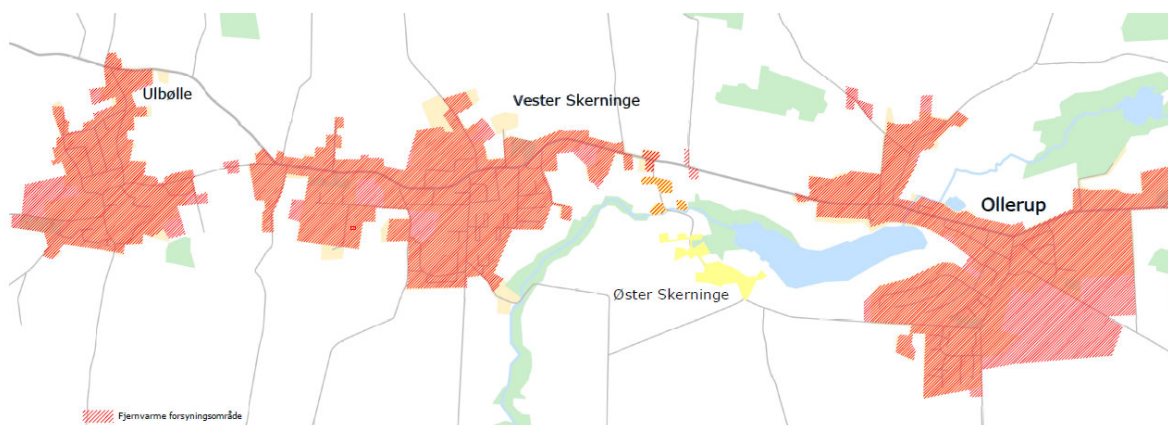 Ulbølle
Vester Skerninge
Ollerup
Øster Skerninge
Fjernvarme forsyningsområde